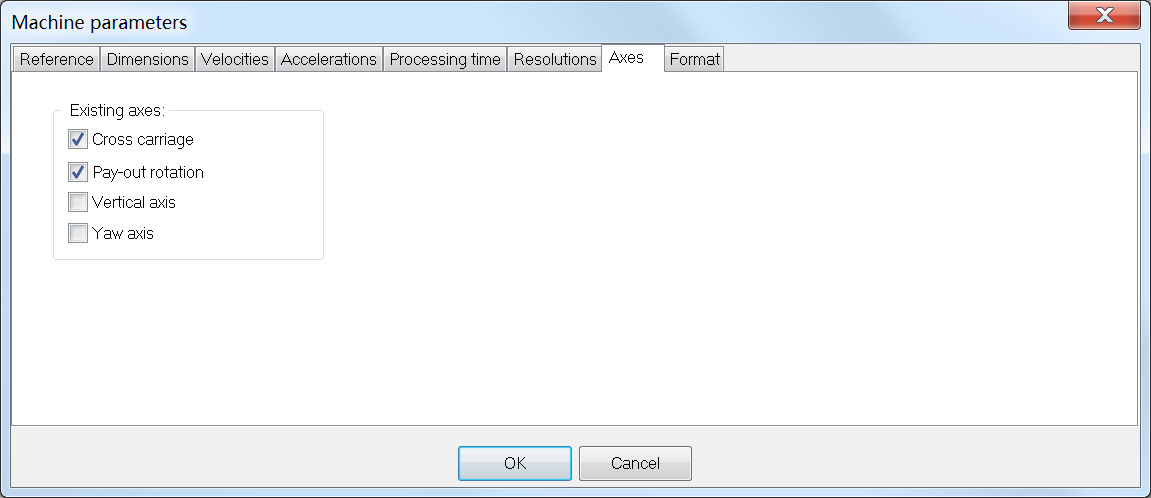 Machine parameters
Reference Dimensions Velocities Accelerations Processing time Resolutions Axes Format
Existing axes:
Cross carriage
Pay-out rotation
Vertical axis
Yaw axis
OK Cancel